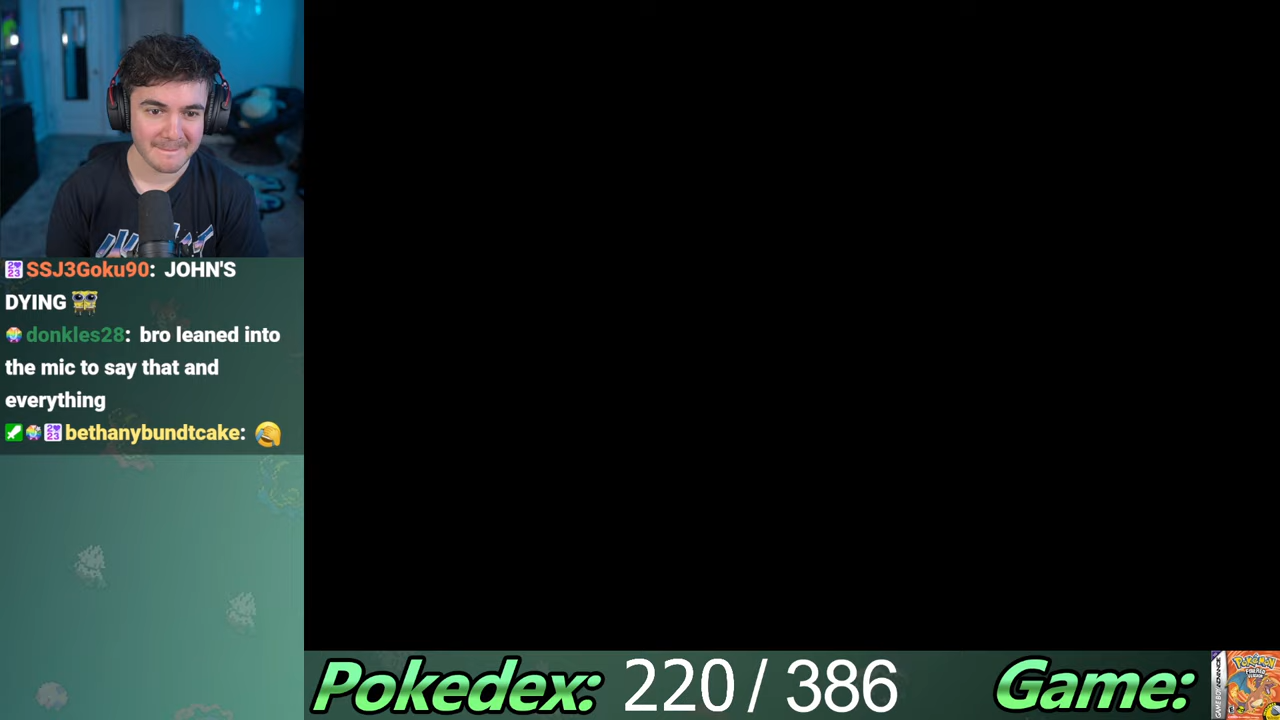 SSJ3Goku90: JOHN'S
DYING
donkles28: bro leaned into
the mic to say that and
everything
bethanybundtcake:
Pokedex: 220 / 386
Game: